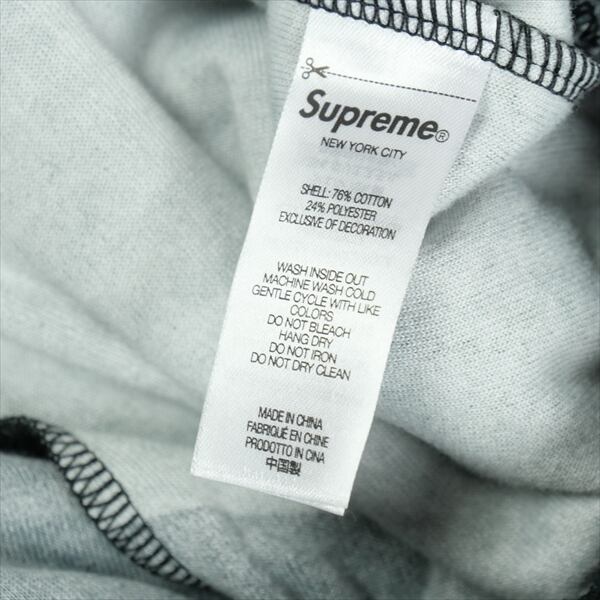 Supreme®
NEW YORK CITY
SHELL: 76% COTTON
24% POLYESTER
EXCLUSIVE OF DECORATION
WASH INSIDE OUT
MACHINE WASH COLD
GENTLE CYCLE WITH LIKE
COLORS
DO NOT BLEACH
HANG DRY
DO NOT IRON
DO NOT DRY CLEAN
MADE IN CHINA
FABRIQUÉ EN CHINE
PRODOTTO IN CINA
中国製